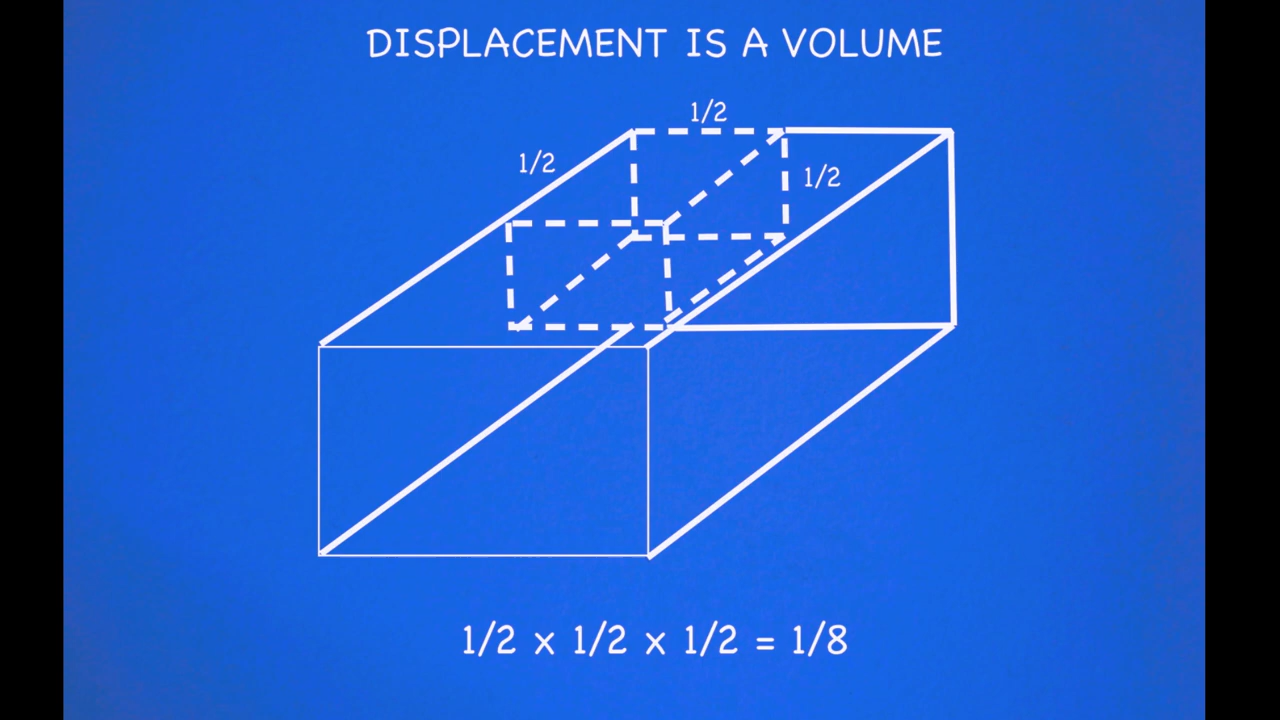 DISPLACEMENT IS A VOLUME
1/2
1/2
1/2
1/2 x 1/2 x 1/2 = 1/8